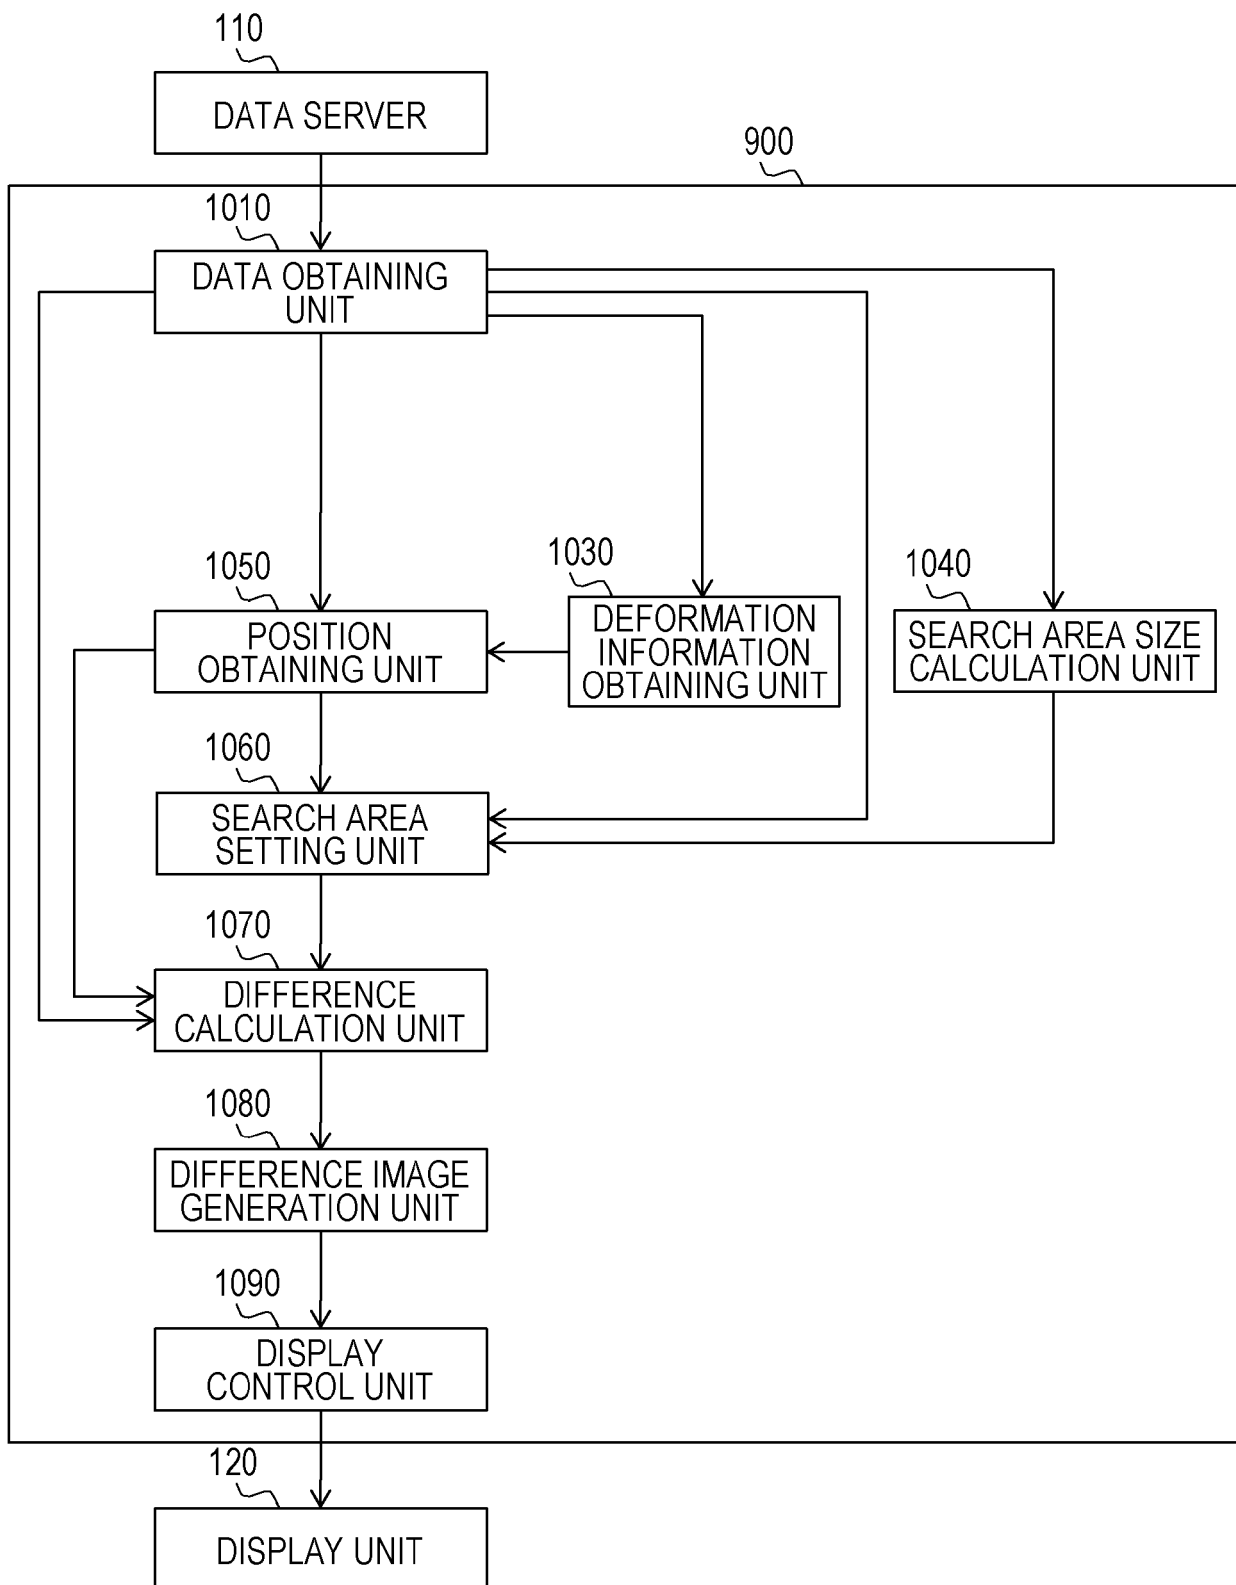 110
DATA SERVER
900
1010
DATA OBTAINING
UNIT
1050
POSITION
OBTAINING UNIT
1030
DEFORMATION
INFORMATION
OBTAINING UNIT
1040
SEARCH AREA SIZE
CALCULATION UNIT
1060
SEARCH AREA
SETTING UNIT
1070
DIFFERENCE
CALCULATION UNIT
1080
DIFFERENCE IMAGE
GENERATION UNIT
1090
DISPLAY
CONTROL UNIT
120
DISPLAY UNIT